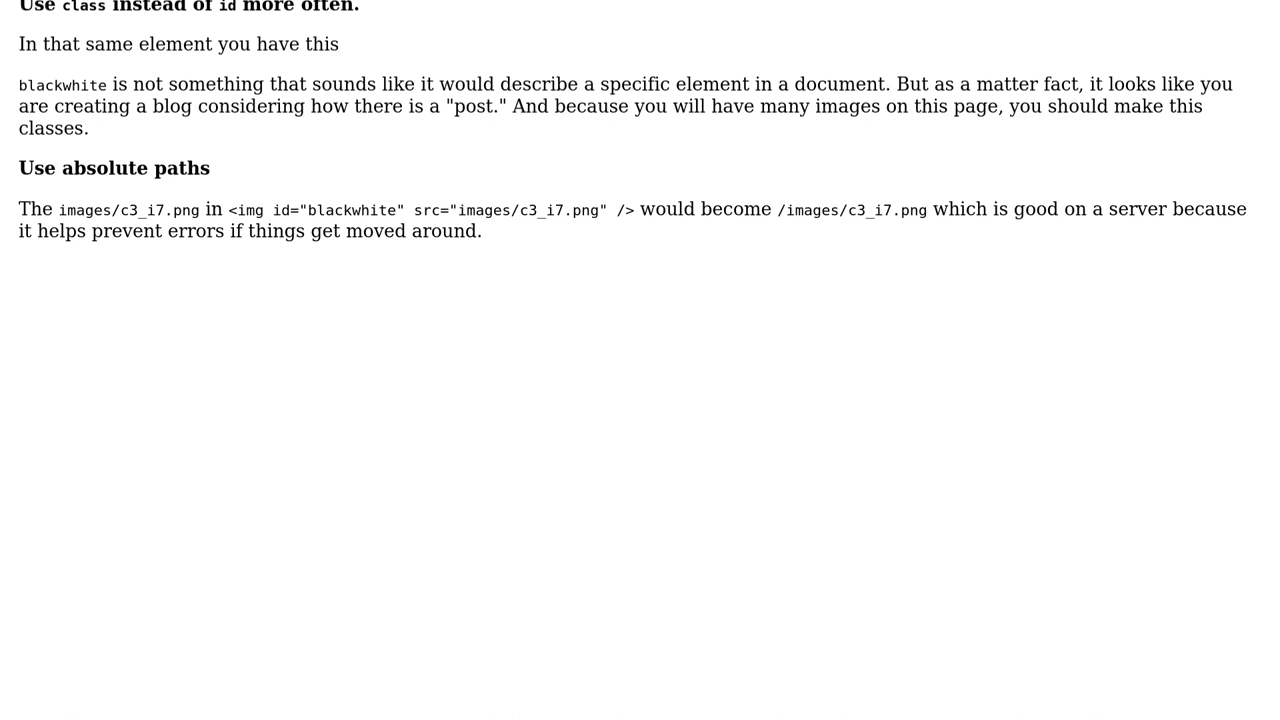 Use class instead of id more often.
In that same element you have this
blackwhite is not something that sounds like it would describe a specific element in a document. But as a matter fact, it looks like you
are creating a blog considering how there is a "post." And because you will have many images on this page, you should make this
classes.
Use absolute paths
The images/c3_i7.png in <img id="blackwhite" src="images/c3_i7.png" /> would become /images/c3_i7.png which is good on a server because
it helps prevent errors if things get moved around.